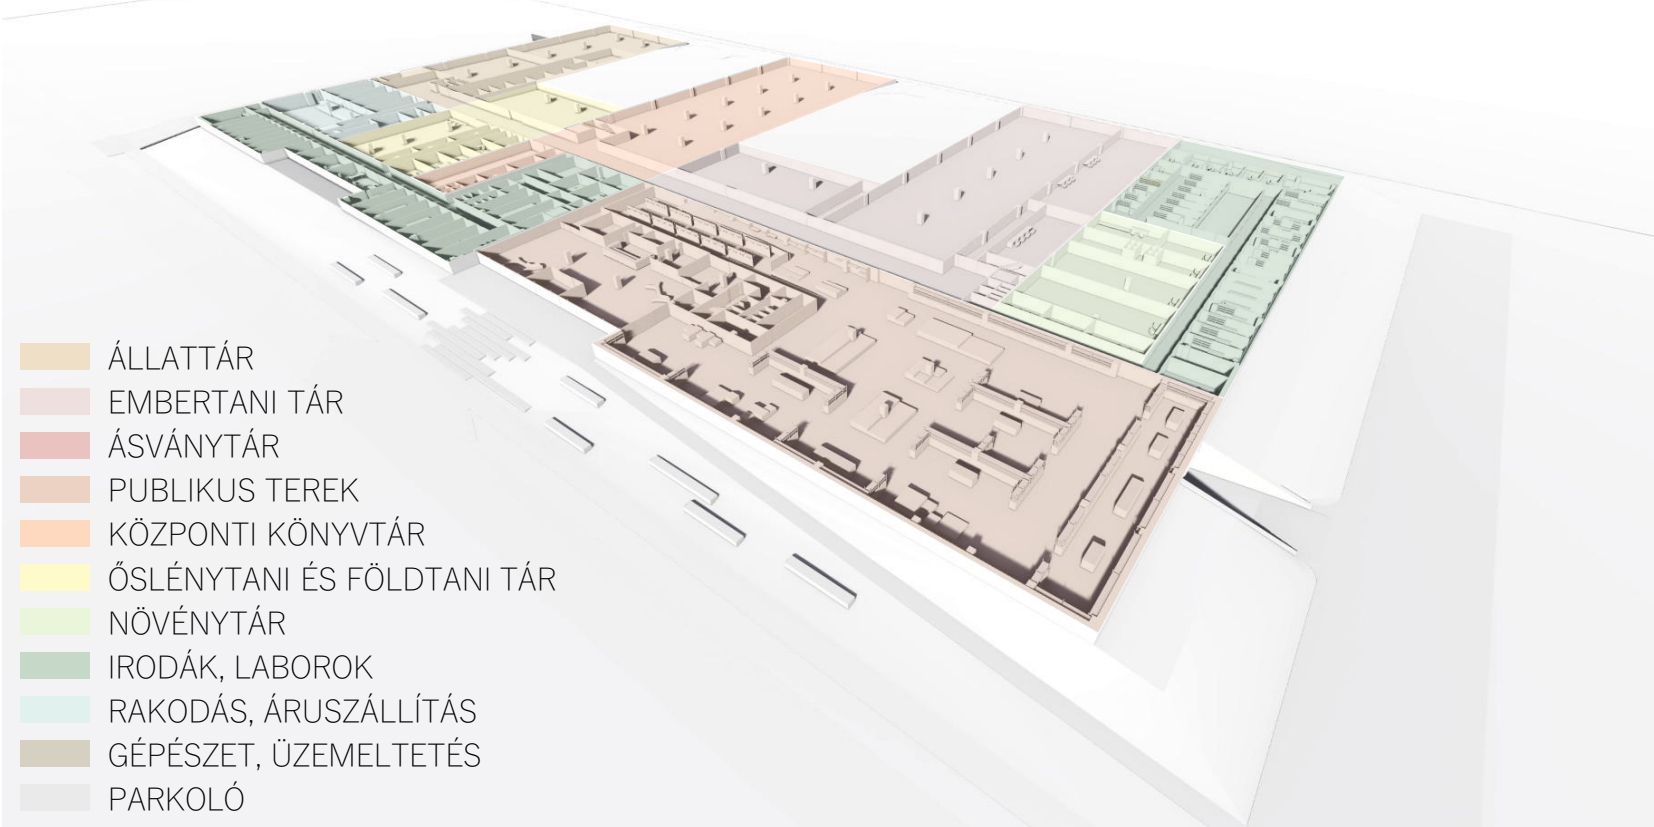 ÁLLATTÁR
EMBERTANI TÁR
ÁSVÁNYTÁR
PUBLIKUS TEREK
KÖZPONTI KÖNYVTÁR
ŐSLÉNYTANI ÉS FÖLDTANI TÁR
NÖVÉNYTÁR
IRODÁK, LABOROK
RAKODÁS, ÁRUSZÁLLÍTÁS
GÉPÉSZET, ÜZEMELTETÉS
PARKOLÓ